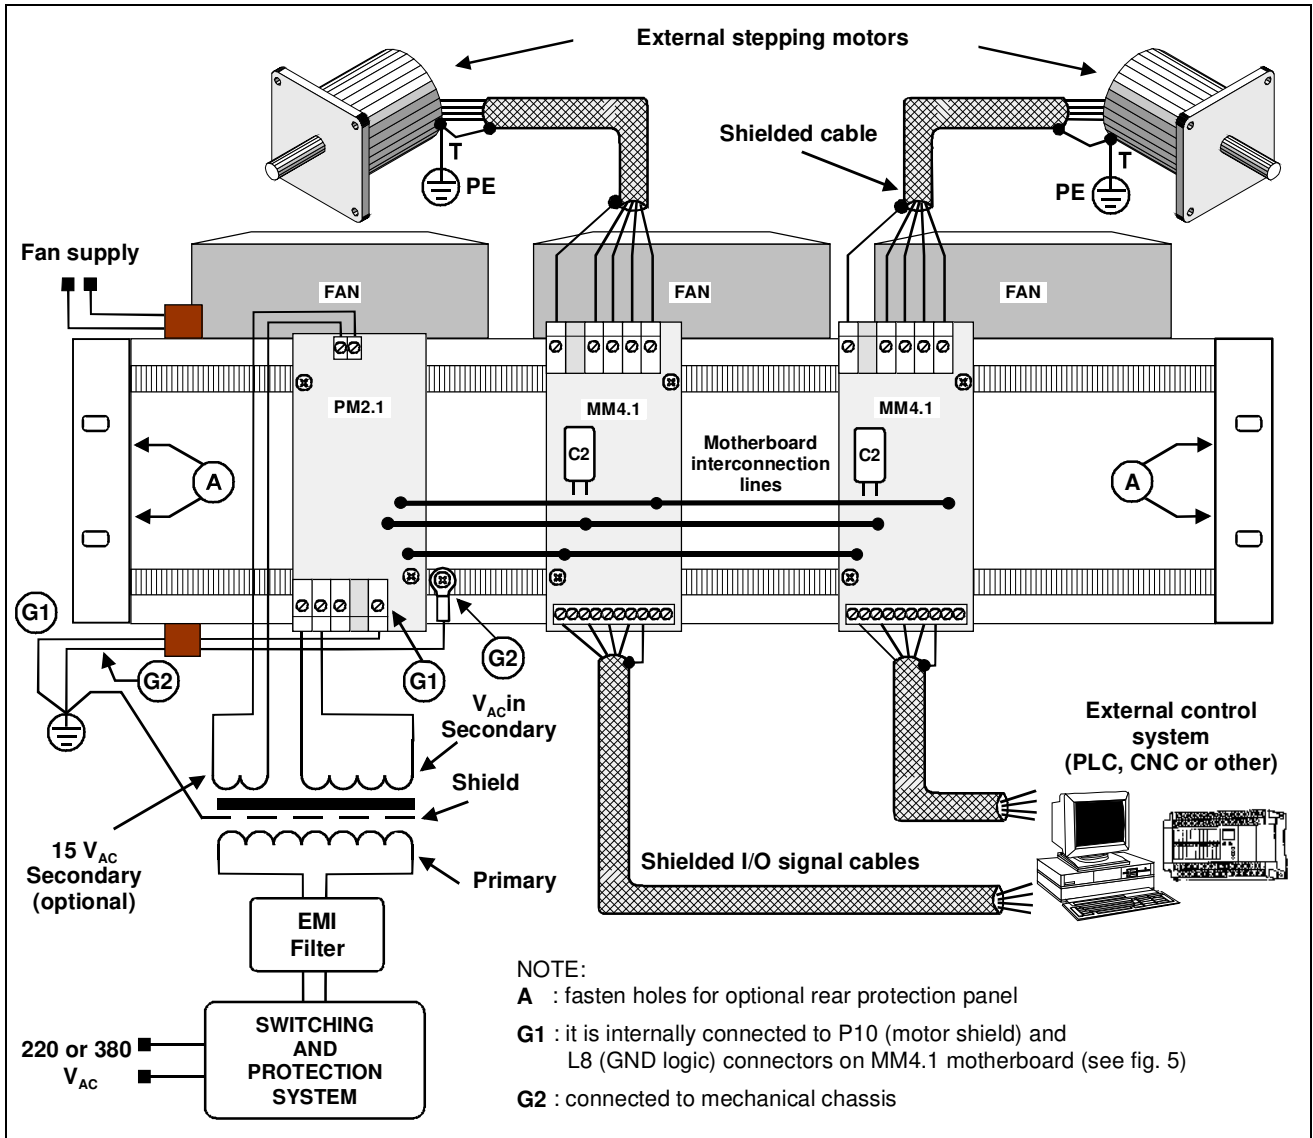 External stepping motors
Shielded cable
T
PE
T
PE
Fan supply
FAN
FAN
FAN
PM2.1
MM4.1
MM4.1
C2
C2
Motherboard
interconnection
lines
A
A
G1
G2
G1
G2
VAC in
Secondary
Shield
15 VAC
Secondary
(optional)
Primary
External control
system
(PLC, CNC or other)
Shielded I/O signal cables
EMI
Filter
SWITCHING
AND
PROTECTION
SYSTEM
220 or 380
VAC
NOTE:
A : fasten holes for optional rear protection panel
G1 : it is internally connected to P10 (motor shield) and
L8 (GND logic) connectors on MM4.1 motherboard (see fig. 5)
G2 : connected to mechanical chassis